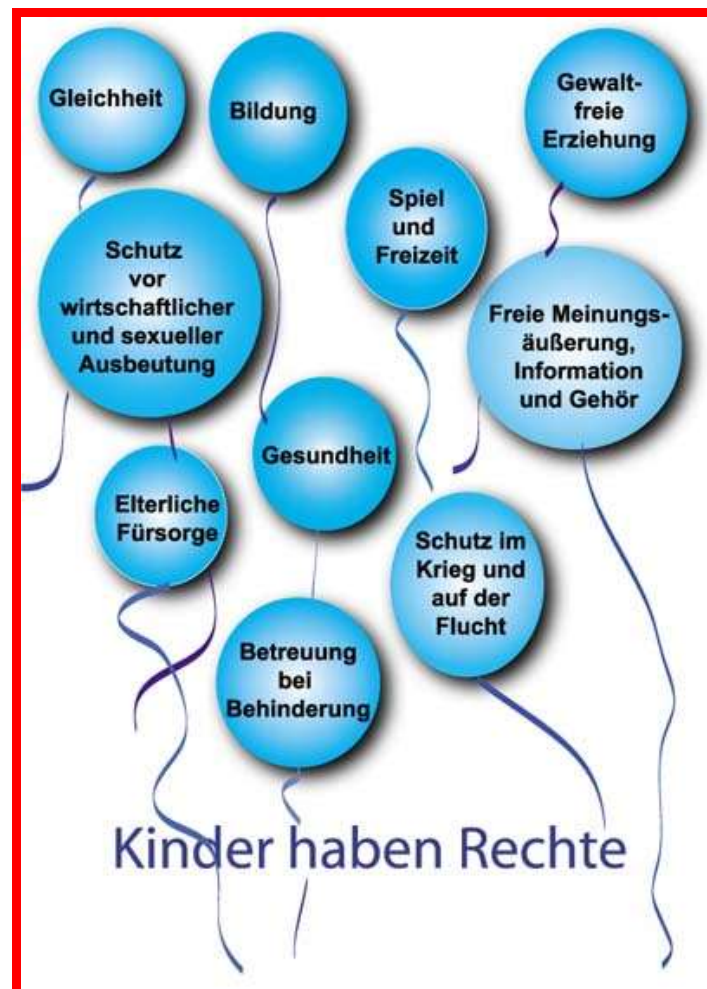 Gleichheit
Bildung
Gewalt-
freie
Erziehung
Spiel
und
Freizeit
Schutz
vor
wirtschaftlicher
und sexueller
Ausbeutung
Freie Meinungs-
äußerung,
Information
und Gehör
Gesundheit
Elterliche
Fürsorge
Schutz im
Krieg und
auf der
Flucht
Betreuung
bei
Behinderung
Kinder haben Rechte